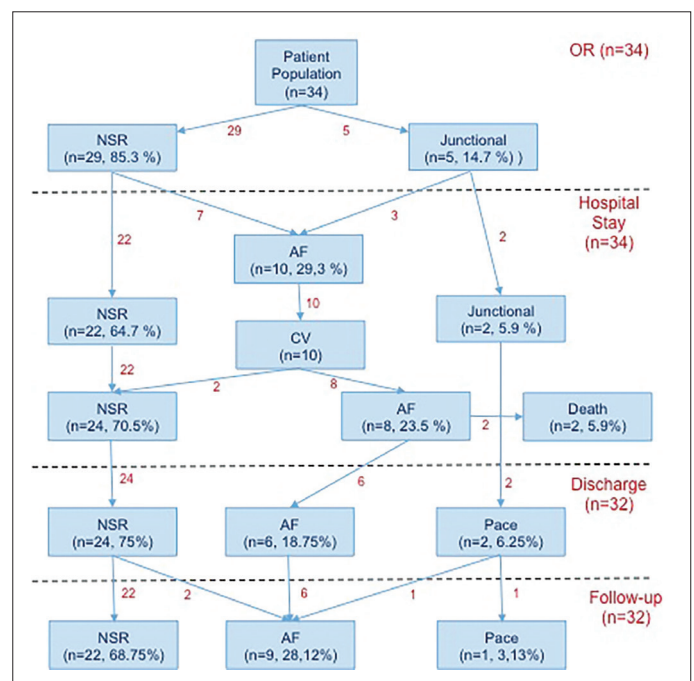 OR (n=34)
Patient
Population
(n=34)
29
5
NSR
(n=29, 85.3 %)
Junctional
(n=5, 14.7 %) )
Hospital
Stay
(n=34)
7
3
22
2
AF
(n=10, 29,3 %)
10
NSR
(n=22, 64.7 %)
Junctional
(n=2, 5.9 %)
CV
(n=10)
22
2
8
NSR
(n=24, 70.5%)
AF
(n=8, 23.5 %)
2
Death
(n=2, 5.9%)
24
6
2
Discharge
(n=32)
NSR
(n=24, 75%)
AF
(n=6, 18.75%)
Pace
(n=2, 6.25%)
22
2
6
1
1
Follow-up
(n=32)
NSR
(n=22, 68.75%)
AF
(n=9, 28,12%)
Pace
(n=1, 3,13%)